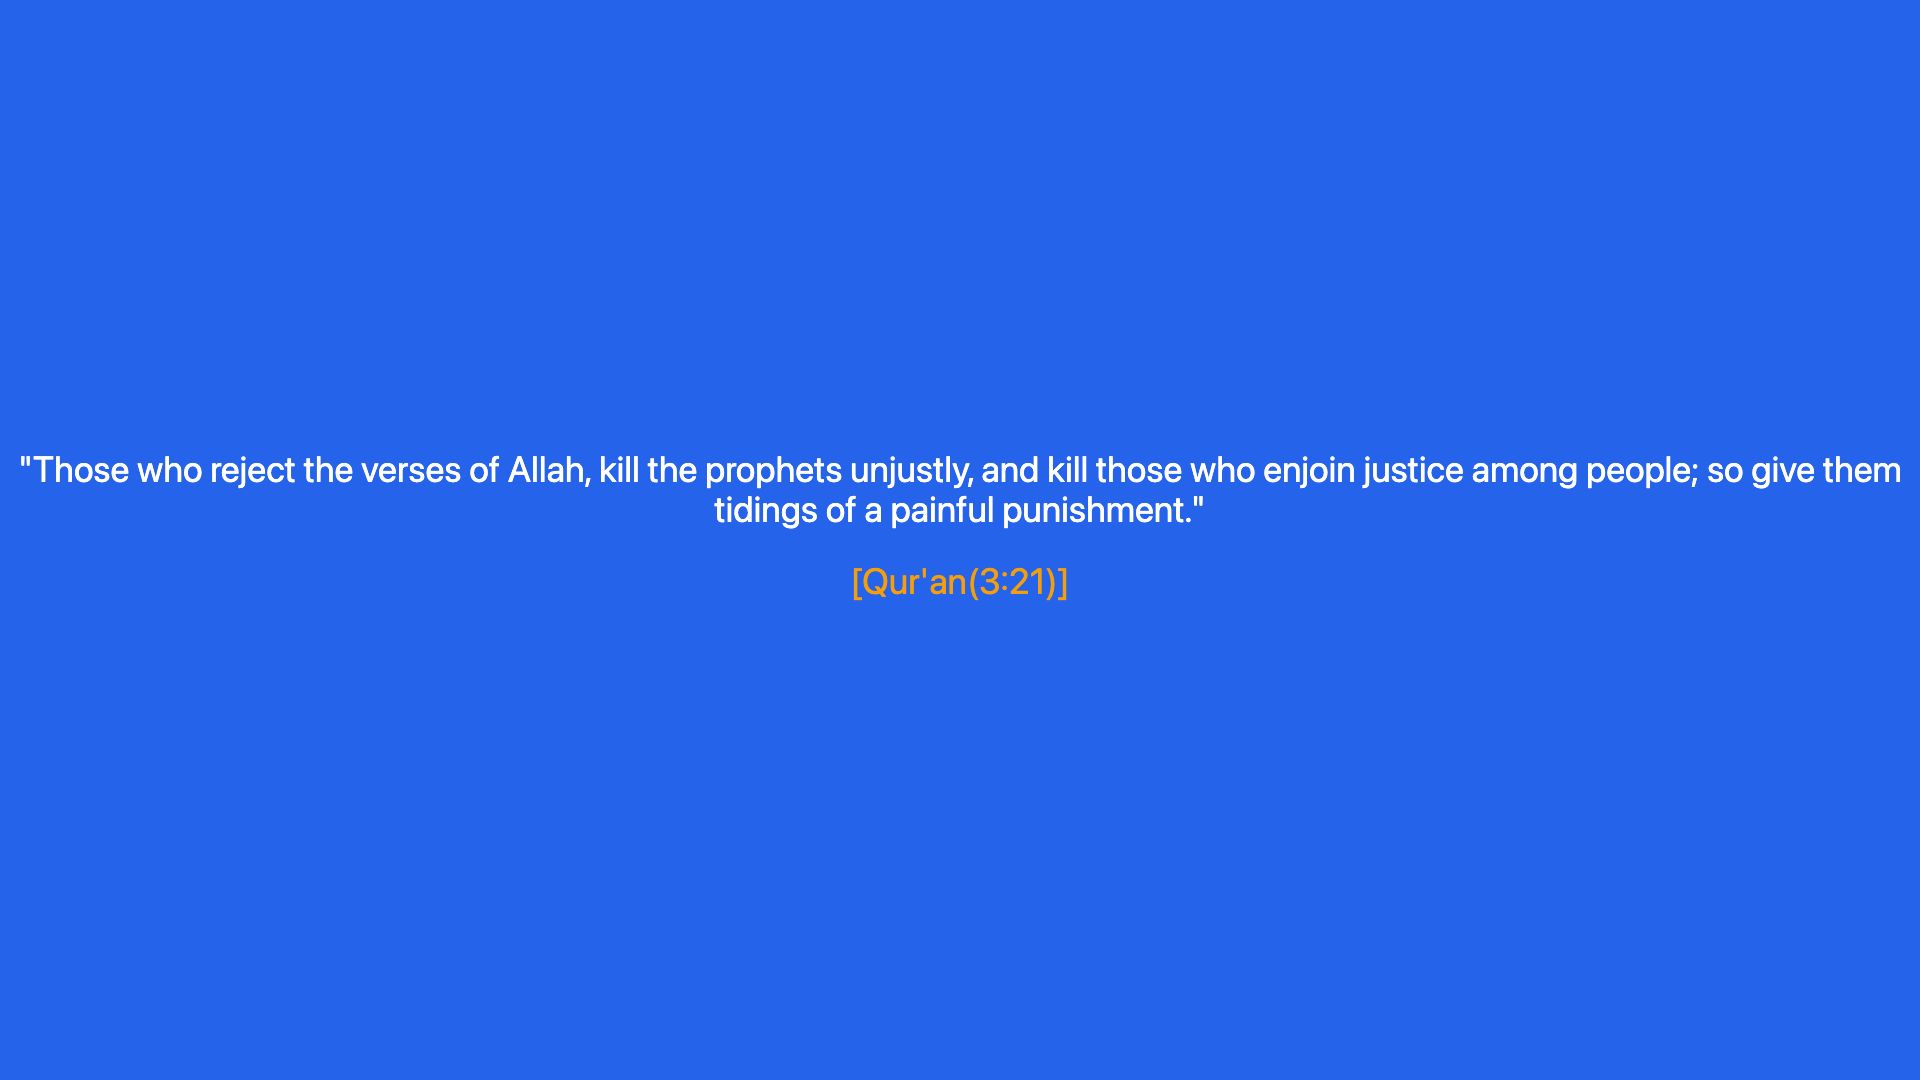 "Those who reject the verses of Allah, kill the prophets unjustly, and kill those who enjoin justice among people; so give them
tidings of a painful punishment."
[Qur'an(3:21)]